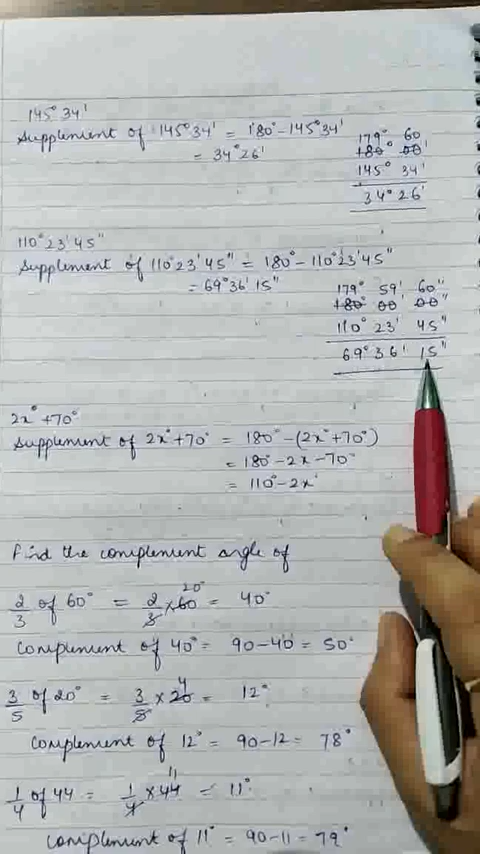 145° 34'
Supplement of 145° 34' = 180° - 145° 34'
= 34° 26'
179° 60
180° 00'
145° 34'
34° 26'
110° 23' 45"
Supplement of 110° 23' 45" = 180° - 110° 23' 45"
= 69° 36' 15"
179° 59' 60"
180° 00' 00"
110° 23' 45"
69° 36' 15"
2x° + 70°
Supplement of 2x° + 70° = 180° - (2x° + 70°)
= 180° - 2x - 70°
= 110° - 2x°
Find the complement angle of
2/3 of 60° = 2/3 × 60 20° = 40°
Complement of 40° = 90 - 40 = 50°
3/5 of 20° = 3/5 × 20 4 = 12°
Complement of 12° = 90 - 12 = 78°
1/4 of 44 = 1/4 × 44 11 = 11°
Complement of 11° = 90 - 11 = 79°